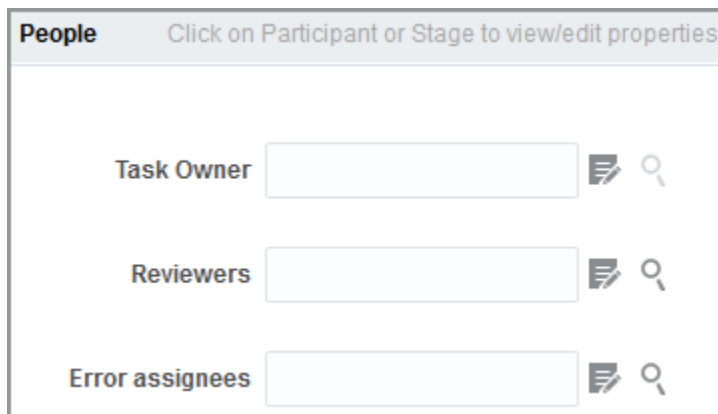 People Click on Participant or Stage to view/edit properties
Task Owner
Reviewers
Error assignees